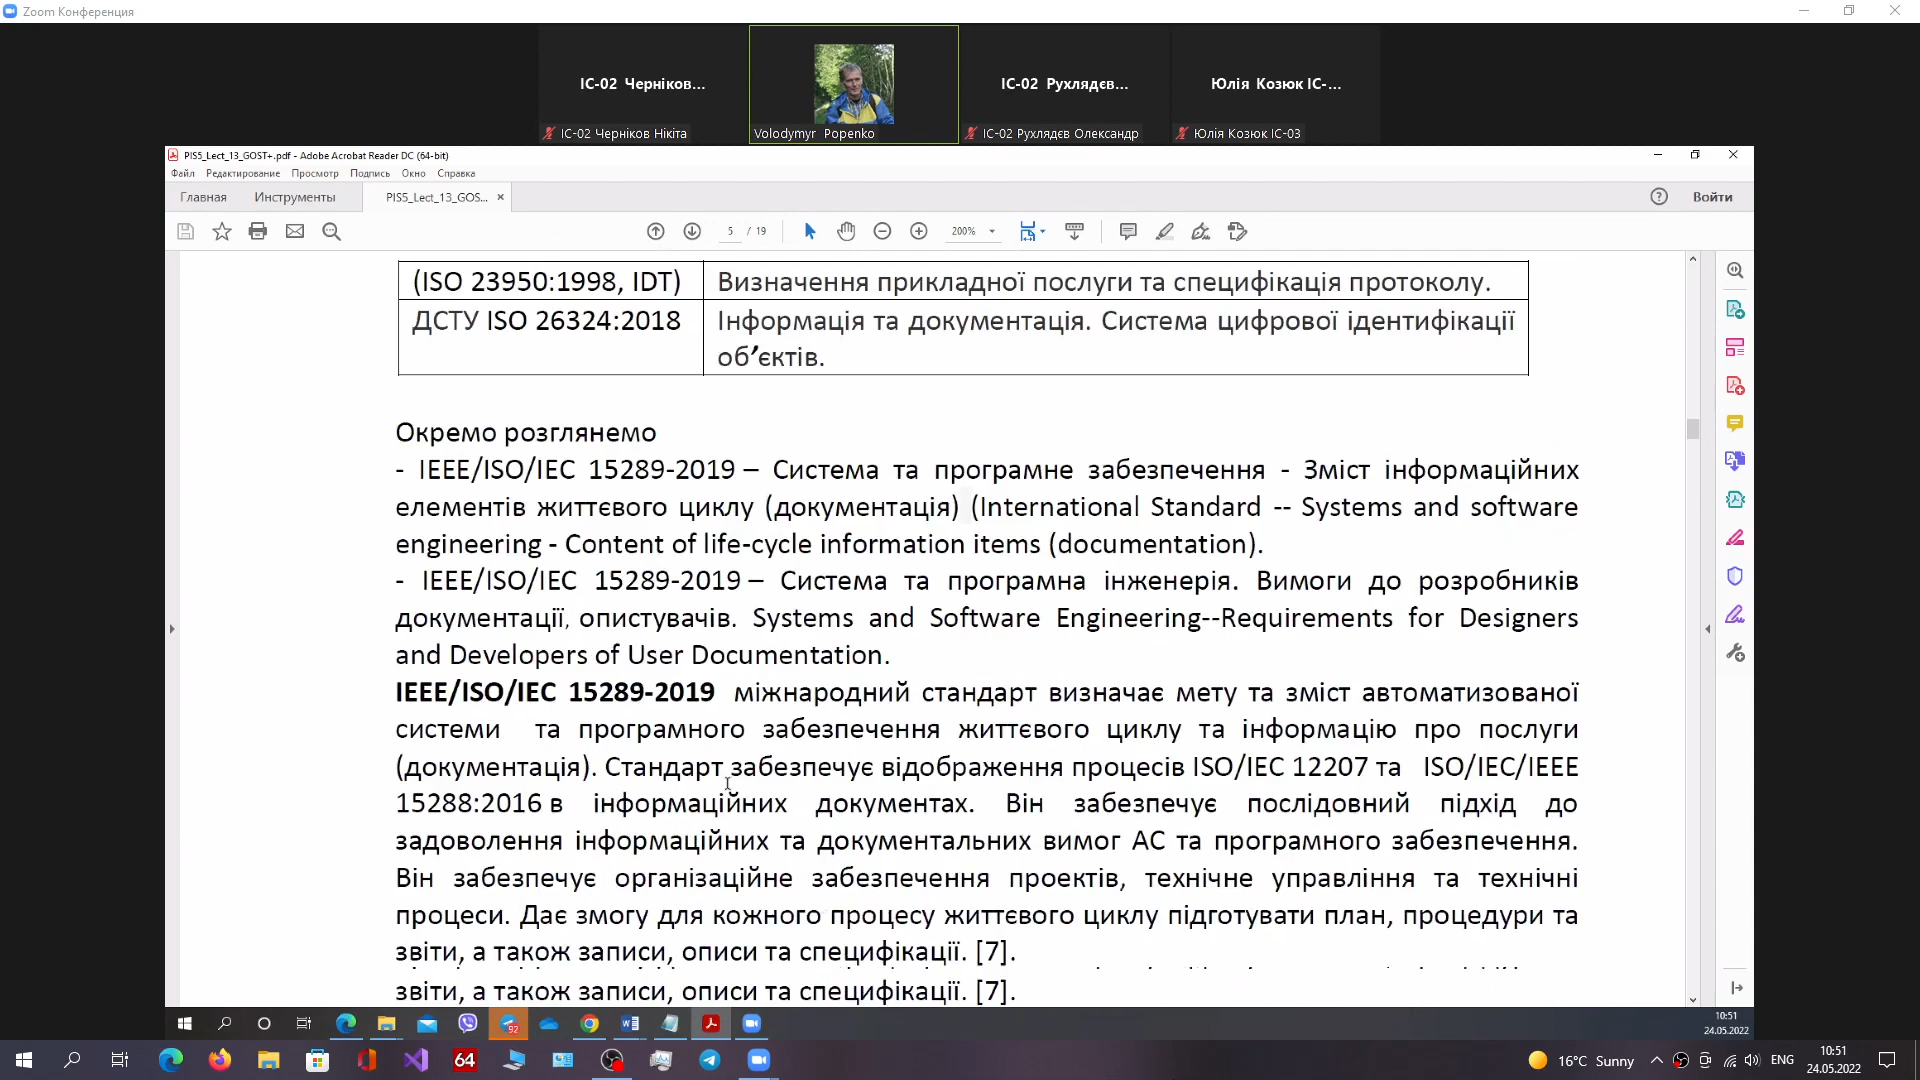 Zoom Конференция
ІС-02 Черніков...
ІС-02 Рухлядєв...
Юлія Козюк ІС-...
ІС-02 Черніков Нікіта
Volodymyr Popenko
ІС-02 Рухлядєв Олександр
Юлія Козюк ІС-03
PIS5_Lect_13_GOST+.pdf - Adobe Acrobat Reader DC (64-bit)
Файл Редактирование Просмотр Подпись Окно Справка
Главная Инструменты PIS5_Lect_13_GOS... Войти
5 / 19 200%
(ISO 23950:1998, IDT) Визначення прикладної послуги та специфікація протоколу.
ДСТУ ISO 26324:2018 Інформація та документація. Система цифрової ідентифікації
об’єктів.
Окремо розглянемо
- IEEE/ISO/IEC 15289-2019 – Система та програмне забезпечення - Зміст інформаційних
елементів життєвого циклу (документація) (International Standard -- Systems and software
engineering - Content of life-cycle information items (documentation).
- IEEE/ISO/IEC 15289-2019 – Система та програмна інженерія. Вимоги до розробників
документації, опистувачів. Systems and Software Engineering--Requirements for Designers
and Developers of User Documentation.
IEEE/ISO/IEC 15289-2019 міжнародний стандарт визначає мету та зміст автоматизованої
системи та програмного забезпечення життєвого циклу та інформацію про послуги
(документація). Стандарт забезпечує відображення процесів ISO/IEC 12207 та ISO/IEC/IEEE
15288:2016 в інформаційних документах. Він забезпечує послідовний підхід до
задоволення інформаційних та документальних вимог АС та програмного забезпечення.
Він забезпечує організаційне забезпечення проектів, технічне управління та технічні
процеси. Дає змогу для кожного процесу життєвого циклу підготувати план, процедури та
звіти, а також записи, описи та специфікації. [7].
звіти, а також записи, описи та специфікації. [7].
92
10:51
24.05.2022
64
16°C Sunny
ENG
10:51
24.05.2022